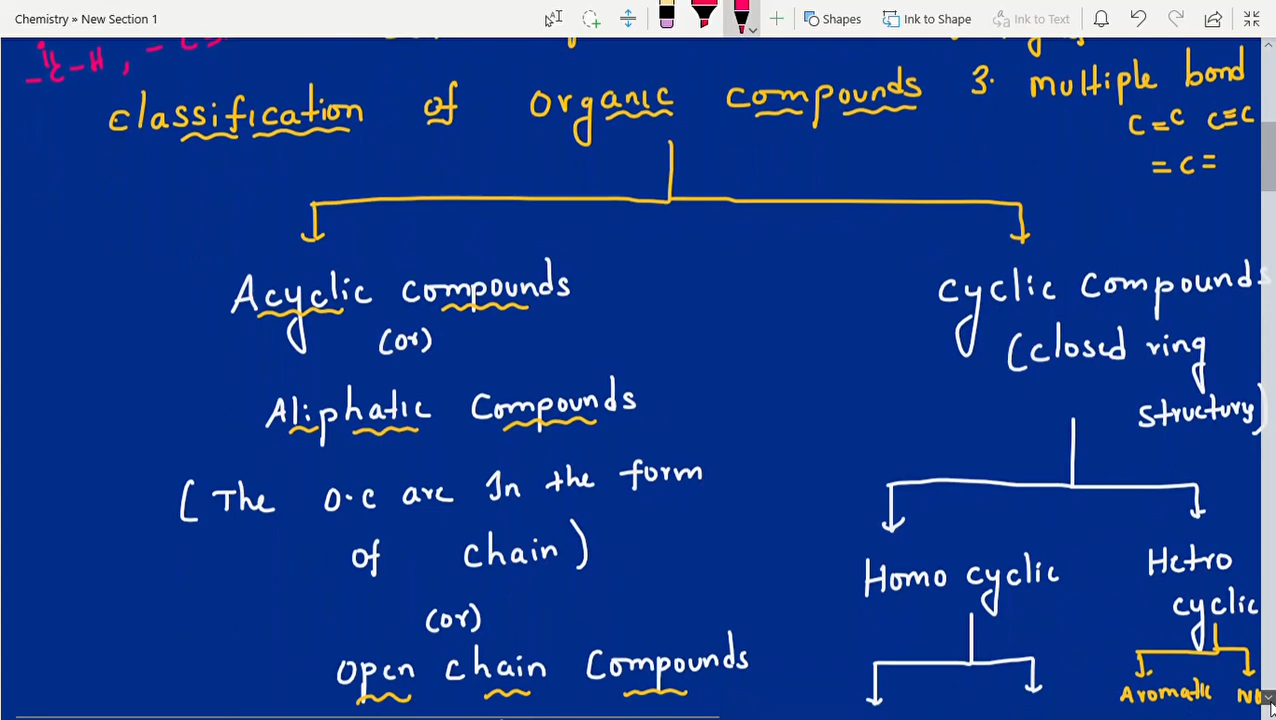 Chemistry » New Section 1
Shapes
Ink to Shape
Ink to Text
-C-H ,
3. multiple bond
C=C C≡C
=C=
classification of organic compounds
Acyclic compounds
(or)
Aliphatic Compounds
(The O.C are In the form
of chain)
(or)
Open chain Compounds
cyclic compounds
(closed ring
structury)
Homo cyclic
Hetro
cyclic
Aromatic